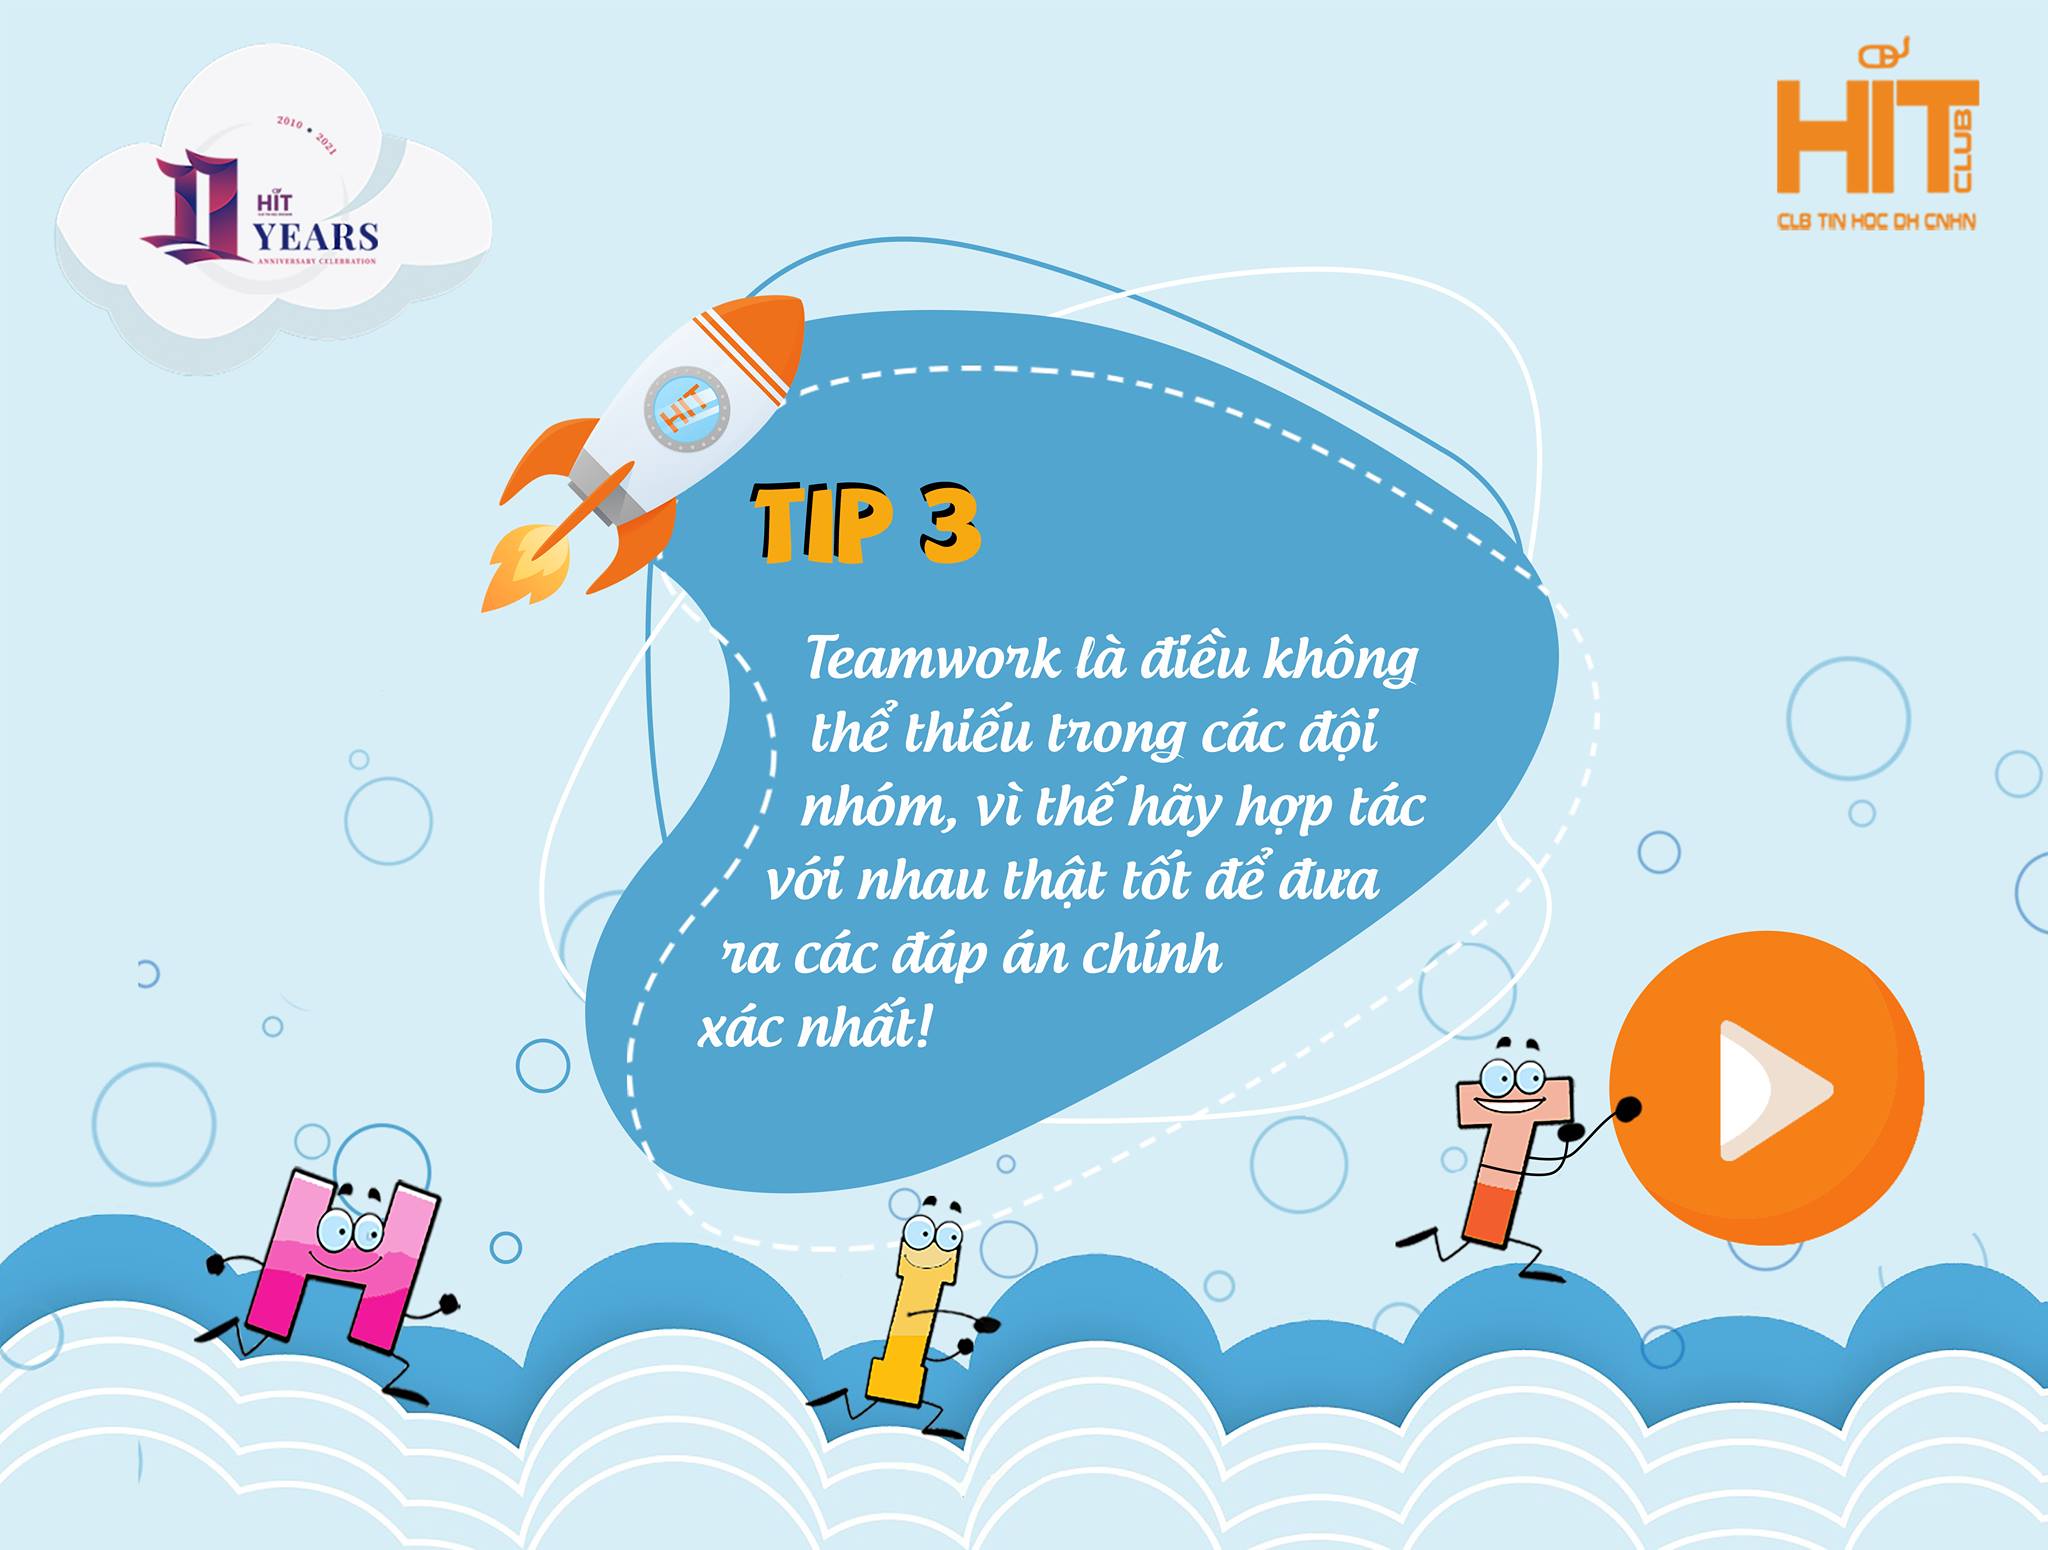 2010 • 2021
HIT
YEARS
ANNIVERSARY CELEBRATION
HIT
CLUB
CLB TIN HỌC ĐH CNHN
HIT
TIP 3
Teamwork là điều không
thể thiếu trong các đội
nhóm, vì thế hãy hợp tác
với nhau thật tốt để đưa
ra các đáp án chính
xác nhất!
H
I
T